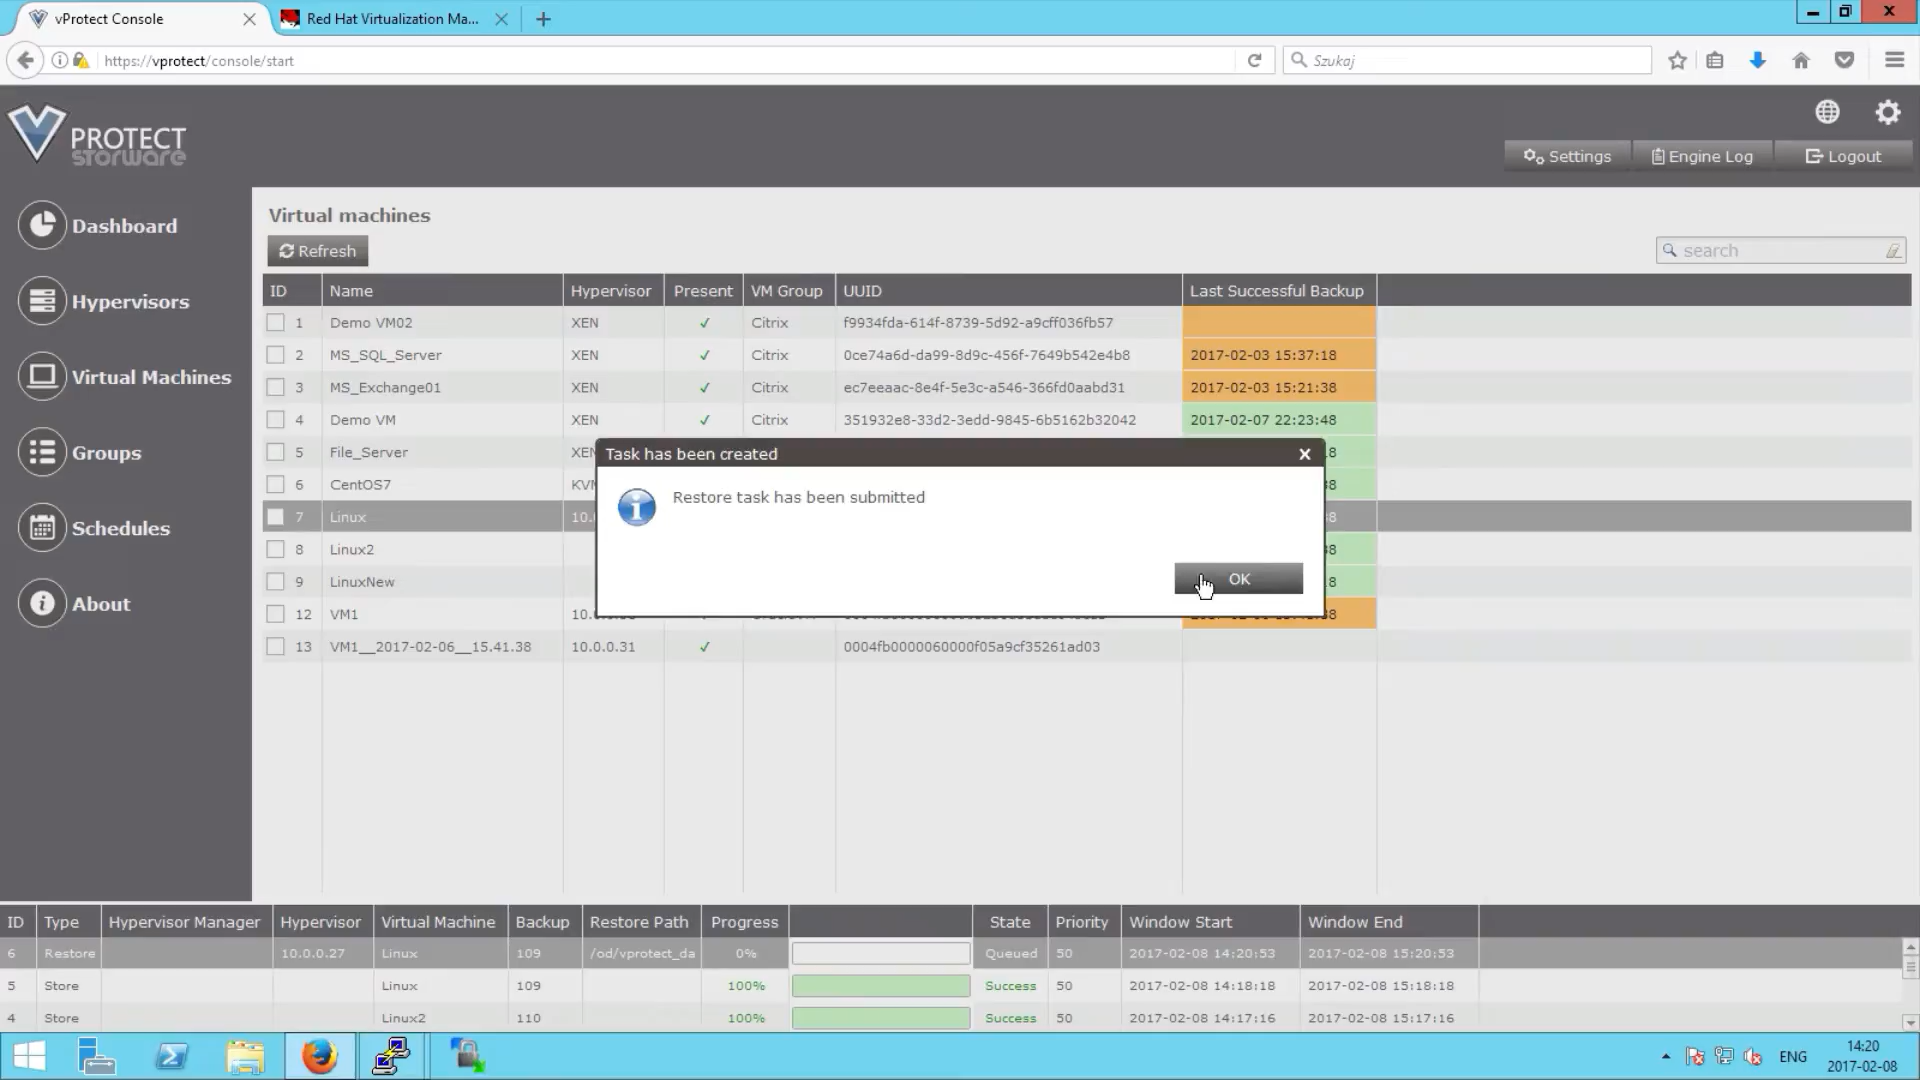 vProtect Console
Red Hat Virtualization Ma...
https://vprotect/console/start
Szukaj
PROTECT
storware
Settings
Engine Log
Logout
Dashboard
Hypervisors
Virtual Machines
Groups
Schedules
About
Virtual machines
Refresh
search
ID Name Hypervisor Present VM Group UUID Last Successful Backup
1 Demo VM02 XEN ✓ Citrix f9934fda-614f-8739-5d92-a9cff036fb57
2 MS_SQL_Server XEN ✓ Citrix 0ce74a6d-da99-8d9c-456f-7649b542e4b8 2017-02-03 15:37:18
3 MS_Exchange01 XEN ✓ Citrix ec7eeaac-8e4f-5e3c-a546-366fd0aabd31 2017-02-03 15:21:38
4 Demo VM XEN ✓ Citrix 351932e8-33d2-3edd-9845-6b5162b32042 2017-02-07 22:23:48
5 File_Server XEN
6 CentOS7
7 Linux
8 Linux2
9 LinuxNew
12 VM1
13 VM1__2017-02-06__15.41.38 10.0.0.31 ✓ 0004fb0000060000f05a9cf35261ad03
Task has been created
Restore task has been submitted
OK
ID Type Hypervisor Manager Hypervisor Virtual Machine Backup Restore Path Progress State Priority Window Start Window End
6 Restore 10.0.0.27 Linux 109 /od/vprotect_da 0% Queued 50 2017-02-08 14:20:53 2017-02-08 15:20:53
5 Store Linux 109 100% Success 50 2017-02-08 14:18:18 2017-02-08 15:18:18
4 Store Linux2 110 100% Success 50 2017-02-08 14:17:16 2017-02-08 15:17:16
ENG
14:20
2017-02-08